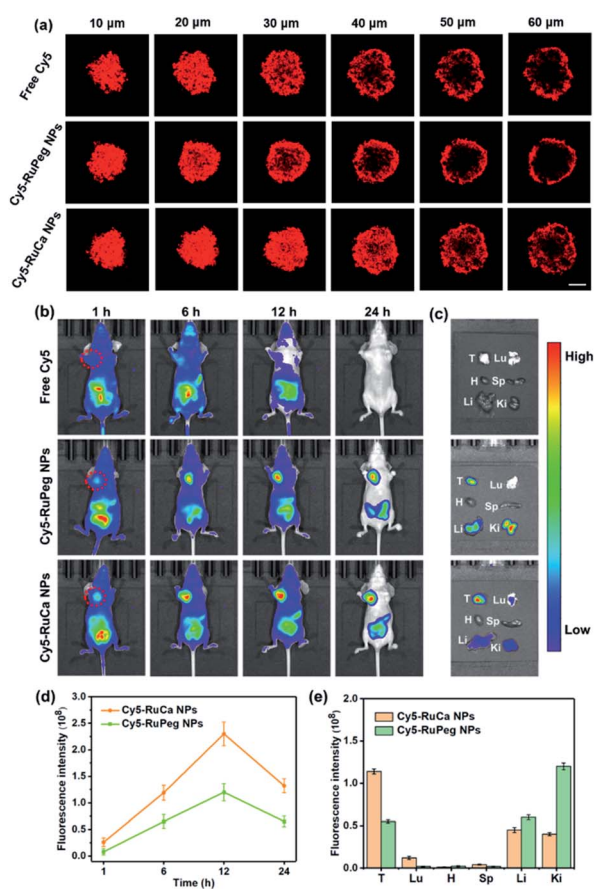 (a)
10 μm 20 μm 30 μm 40 μm 50 μm 60 μm
Free Cy5
Cy5-RuPeg NPs
Cy5-RuCa NPs
(b) 1 h 6 h 12 h 24 h (c)
Free Cy5
Cy5-RuPeg NPs
Cy5-RuCa NPs
T Lu
H Sp
Li Ki
T Lu
H Sp
Li Ki
T Lu
H Sp
Li Ki
High
Low
(d)
Fluorescence intensity (10⁸)
3.0
2.5
2.0
1.5
1.0
0.5
0.0
Cy5-RuCa NPs
Cy5-RuPeg NPs
1 6 12 24
Time (h)
(e)
Fluorescence intensity (10⁸)
2.0
1.5
1.0
0.5
0.0
Cy5-RuCa NPs
Cy5-RuPeg NPs
T Lu H Sp Li Ki